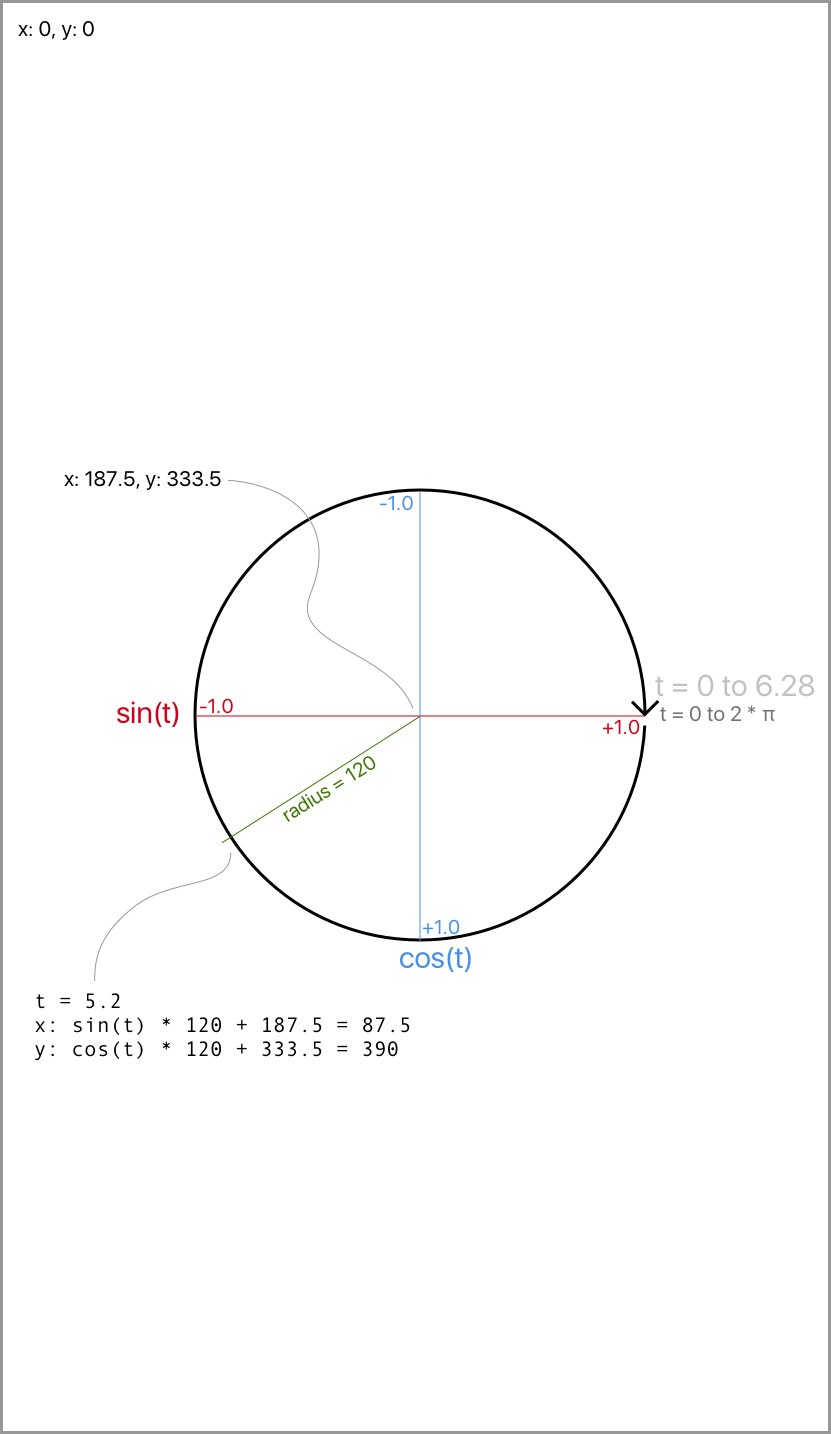 x: 0, y: 0
x: 187.5, y: 333.5
-1.0
t = 0 to 6.28
sin(t)
-1.0
t = 0 to 2 * π
+1.0
radius = 120
+1.0
cos(t)
t = 5.2
x: sin(t) * 120 + 187.5 = 87.5
y: cos(t) * 120 + 333.5 = 390